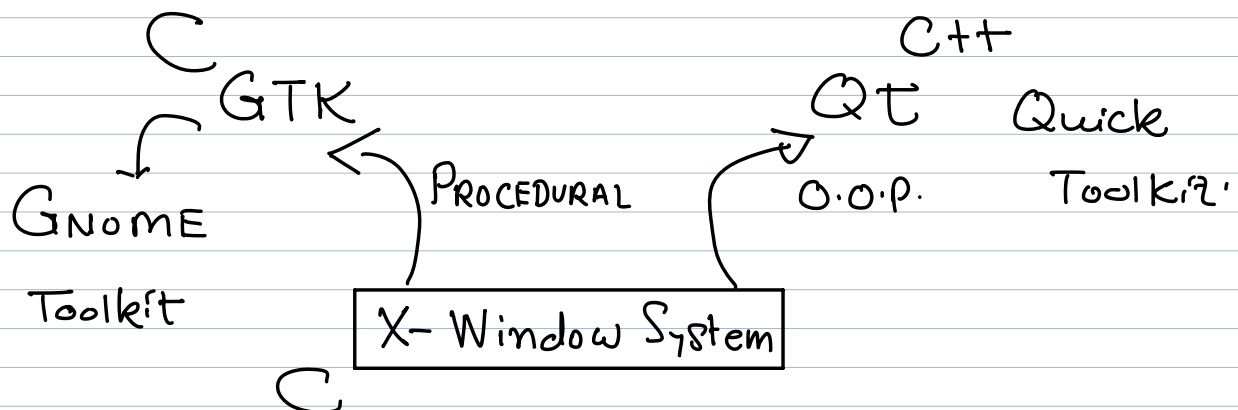 C
GTK
GNOME
Toolkit
PROCEDURAL
C++
Qt Quick
O.O.P. Toolkit.
X- Window System
C